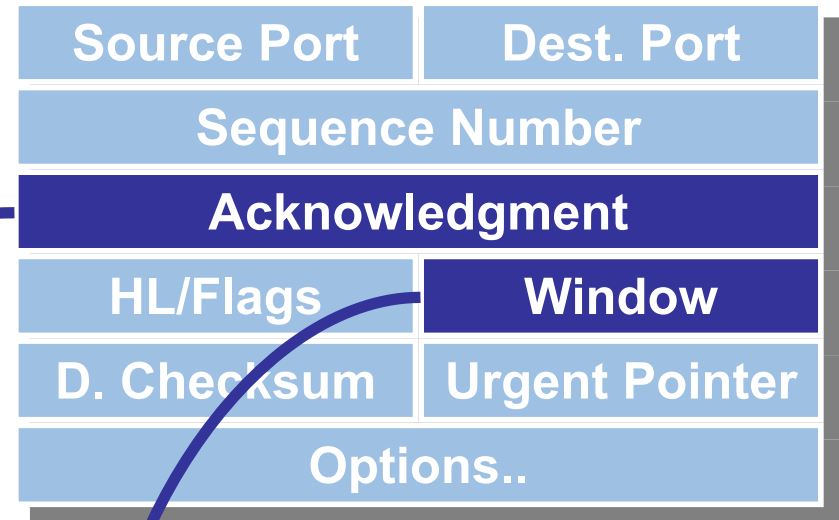 Source Port Dest. Port
Sequence Number
Acknowledgment
HL/Flags Window
D. Checksum Urgent Pointer
Options..